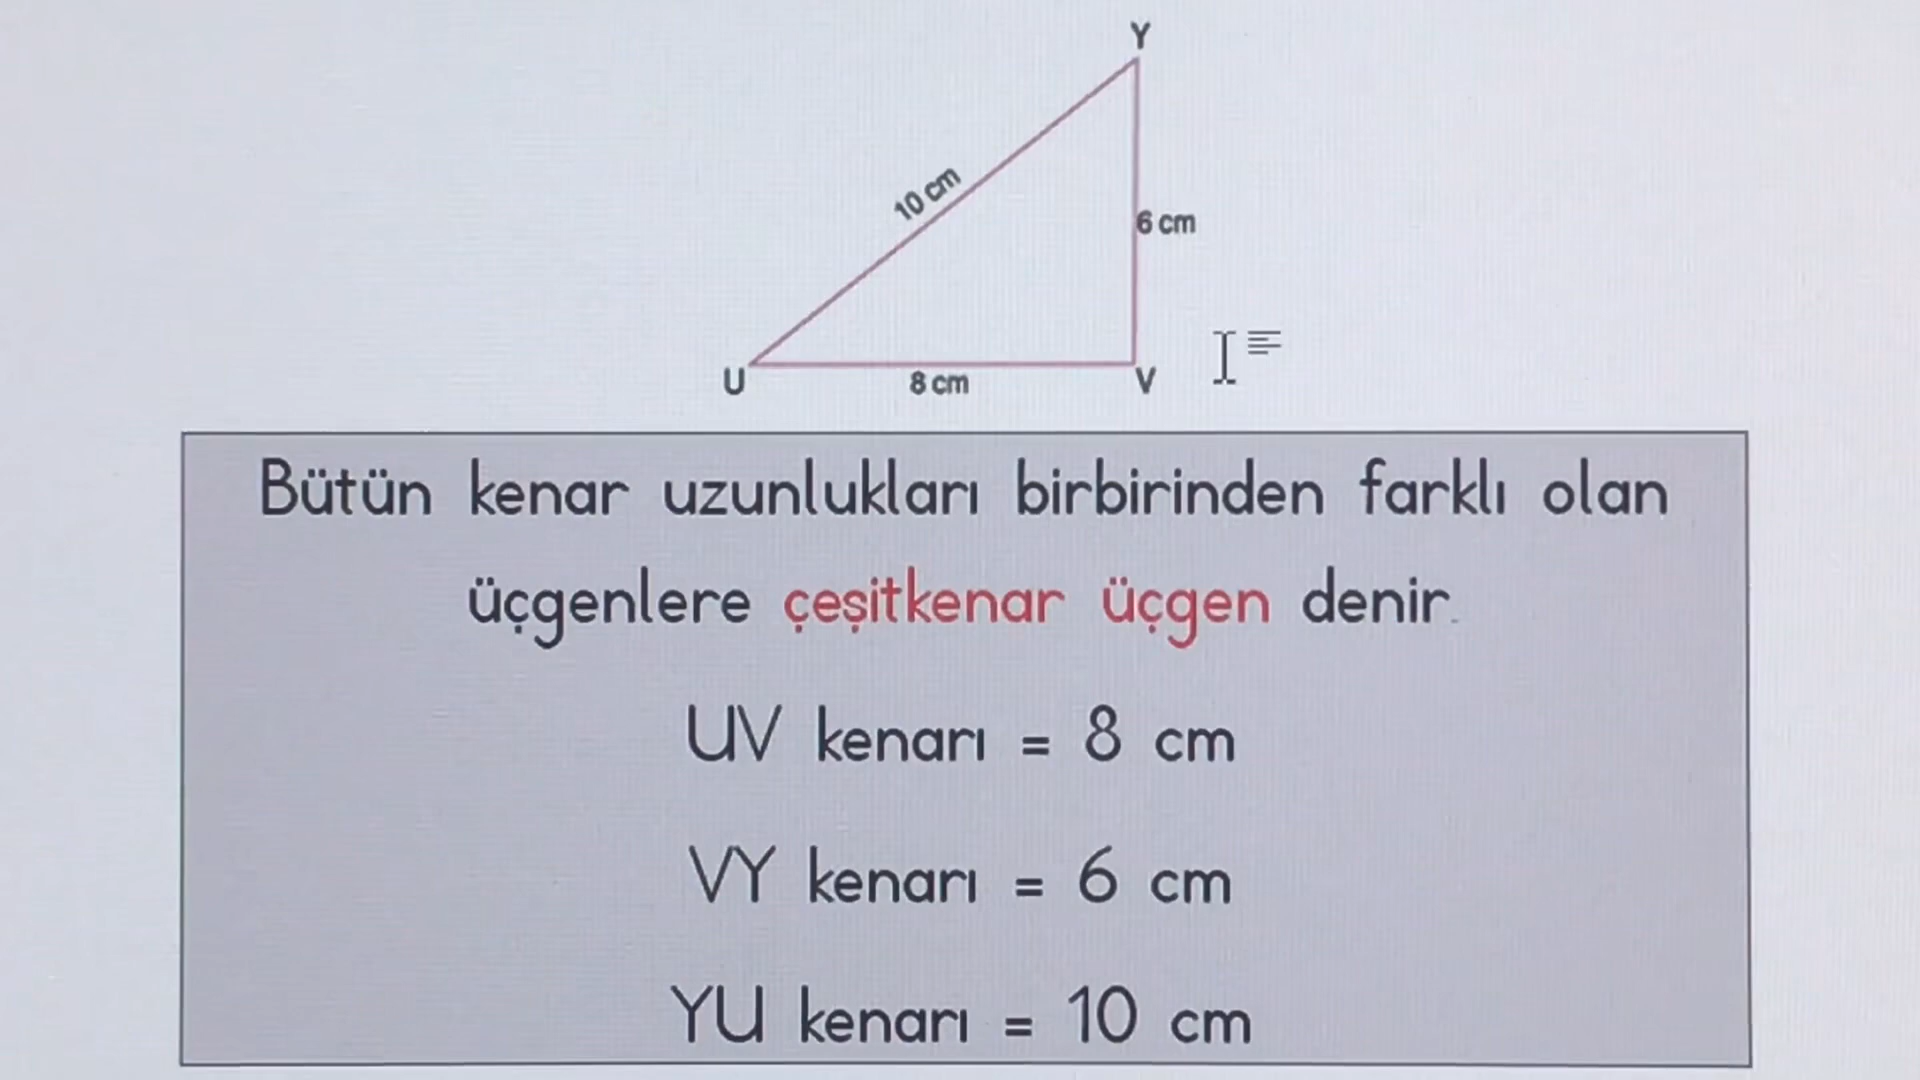 Y
10 cm
6 cm
U
8 cm
V
Bütün kenar uzunlukları birbirinden farklı olan
üçgenlere çeşitkenar üçgen denir.
UV kenarı = 8 cm
VY kenarı = 6 cm
YU kenarı = 10 cm